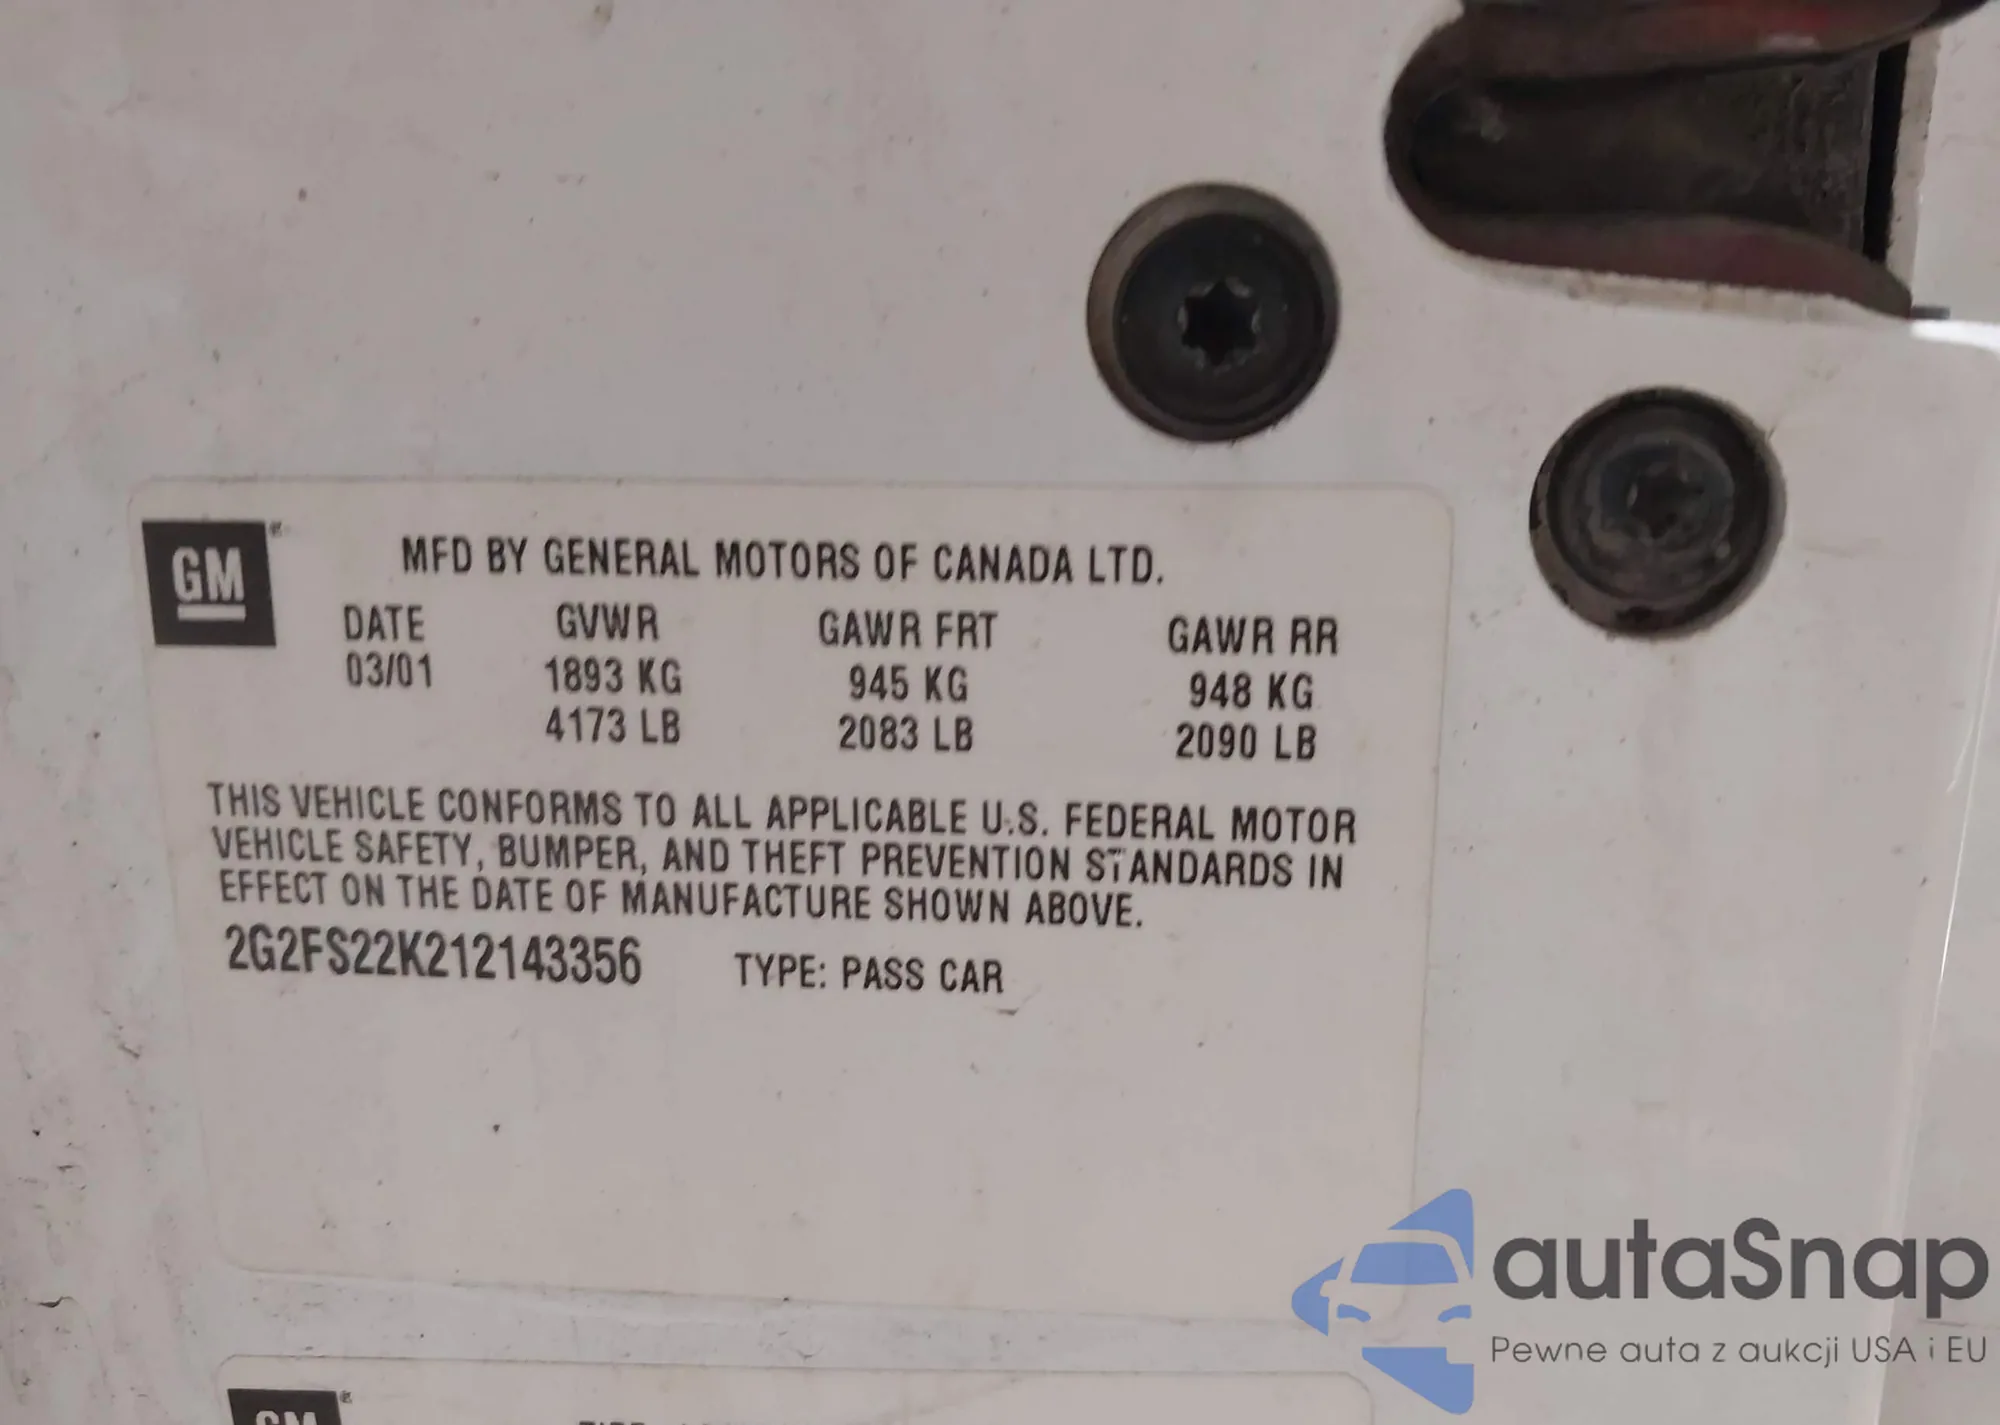 GM
MFD BY GENERAL MOTORS OF CANADA LTD.
DATE GVWR GAWR FRT GAWR RR
03/01 1893 KG 945 KG 948 KG
4173 LB 2083 LB 2090 LB
THIS VEHICLE CONFORMS TO ALL APPLICABLE U.S. FEDERAL MOTOR
VEHICLE SAFETY, BUMPER, AND THEFT PREVENTION STANDARDS IN
EFFECT ON THE DATE OF MANUFACTURE SHOWN ABOVE.
2G2FS22K212143356 TYPE: PASS CAR
autaSnap
Pewne auta z aukcji USA i EU
GM